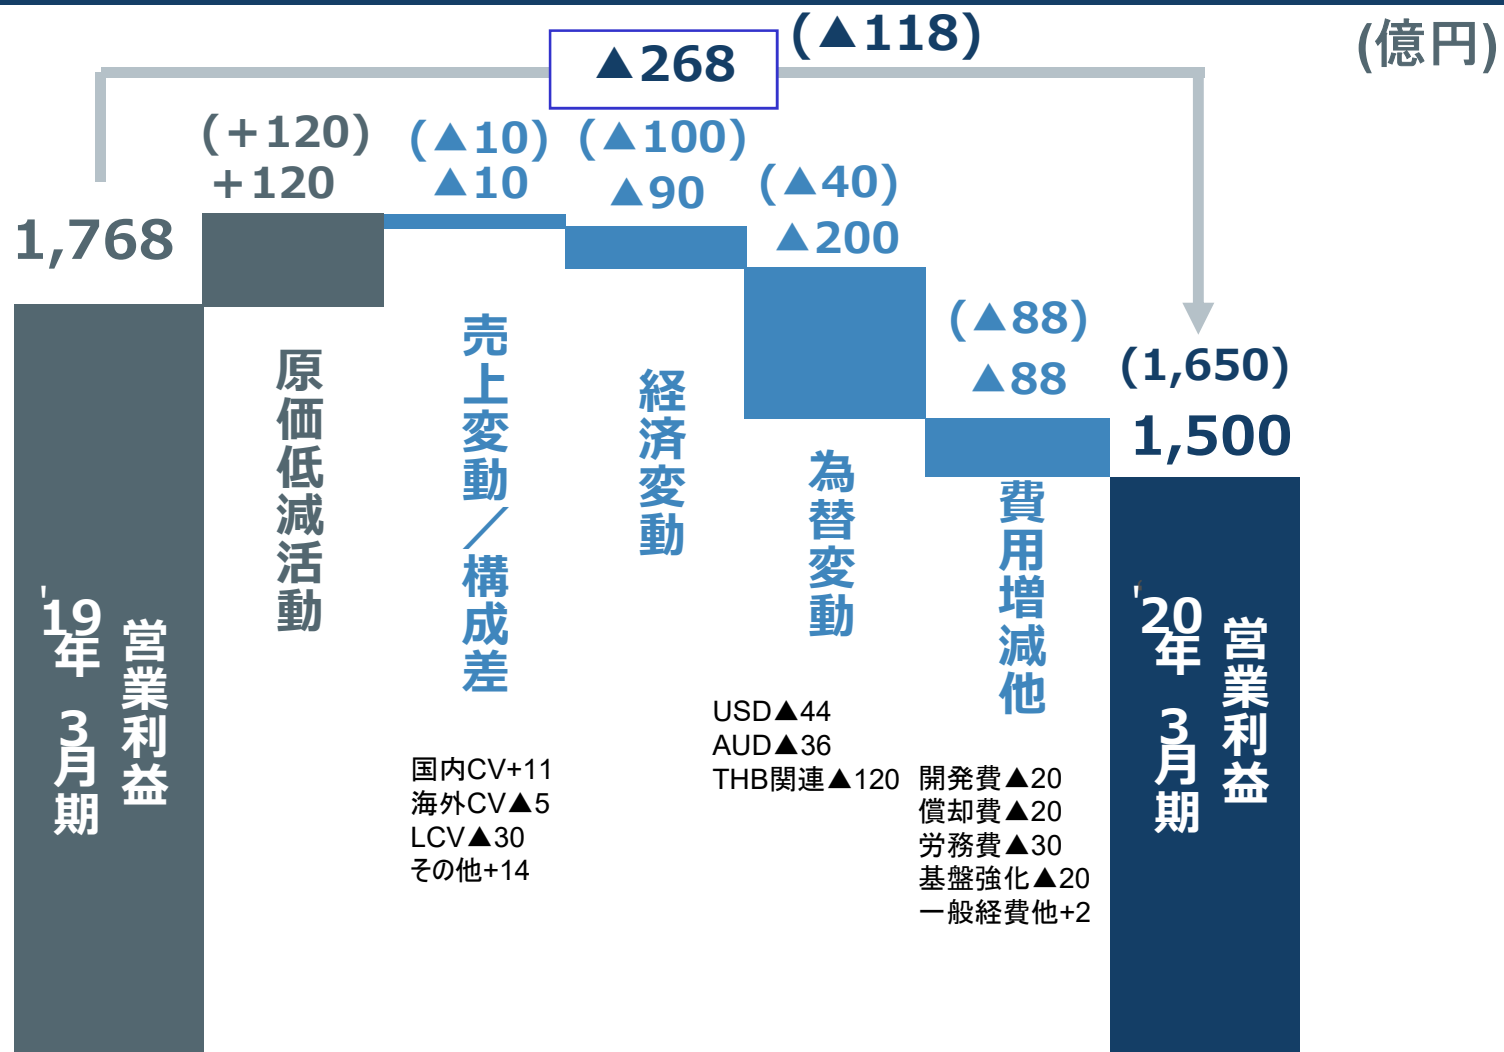 (億円)
(▲118)
▲268
(+120)
+120
(▲10)
▲10
(▲100)
▲90
(▲40)
▲200
(▲88)
▲88
1,768
(1,650)
1,500
'19年 3月期
営業利益
原価低減活動
売上変動／構成差
経済変動
為替変動
費用増減他
'20年 3月期
営業利益
国内CV+11
海外CV▲5
LCV▲30
その他+14
USD▲44
AUD▲36
THB関連▲120
開発費▲20
償却費▲20
労務費▲30
基盤強化▲20
一般経費他+2